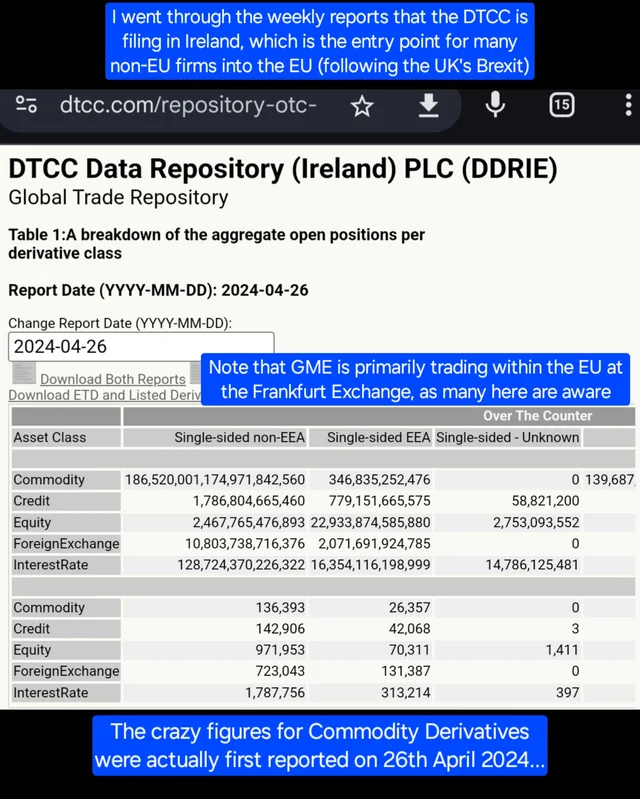 I went through the weekly reports that the DTCC is
filing in Ireland, which is the entry point for many
non-EU firms into the EU (following the UK's Brexit)
dtcc.com/repository-otc-
15
DTCC Data Repository (Ireland) PLC (DDRIE)
Global Trade Repository
Table 1:A breakdown of the aggregate open positions per
derivative class
Report Date (YYYY-MM-DD): 2024-04-26
Change Report Date (YYYY-MM-DD):
2024-04-26
Note that GME is primarily trading within the EU at
the Frankfurt Exchange, as many here are aware
Download Both Reports
Download ETD and Listed Deriv
Over The Counter
Asset Class Single-sided non-EEA Single-sided EEA Single-sided - Unknown
Commodity 186,520,001,174,971,842,560 346,835,252,476 0 139,687,
Credit 1,786,804,665,460 779,151,665,575 58,821,200
Equity 2,467,765,476,893 22,933,874,585,880 2,753,093,552
ForeignExchange 10,803,738,716,376 2,071,691,924,785 0
InterestRate 128,724,370,226,322 16,354,116,198,999 14,786,125,481
Commodity 136,393 26,357 0
Credit 142,906 42,068 3
Equity 971,953 70,311 1,411
ForeignExchange 723,043 131,387 0
InterestRate 1,787,756 313,214 397
The crazy figures for Commodity Derivatives
were actually first reported on 26th April 2024...